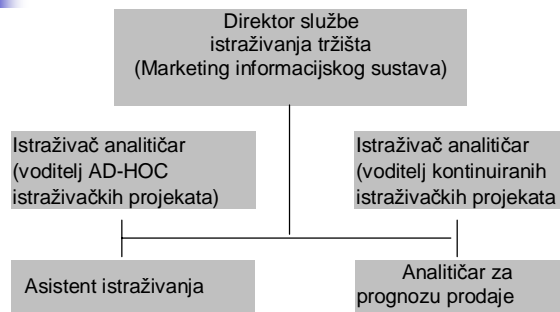 Direktor službe
istraživanja tržišta
(Marketing informacijskog sustava)
Istraživač analitičar
(voditelj AD-HOC
istraživačkih projekata)
Istraživač analitičar
(voditelj kontinuiranih
istraživačkih projekata
Asistent istraživanja
Analitičar za
prognozu prodaje